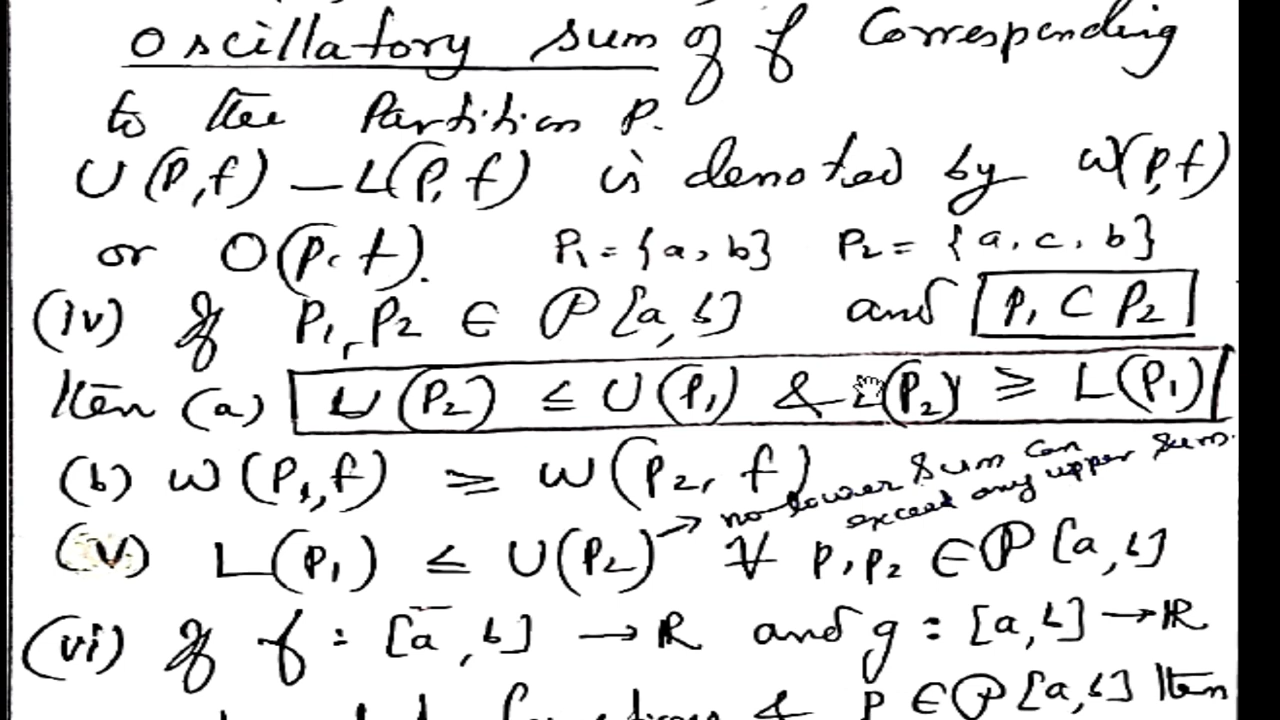 oscillatory sum of f Corresponding
to the Partition P.
U(P,f) – L(P,f) is denoted by W(P,f)
or O(P,f). P₁ = {a, b} P₂ = {a, c, b}
(iv) If P₁, P₂ ∈ 𝒫[a,b] and P₁ ⊂ P₂
then (a) U(P₂) ≤ U(P₁) & L(P₂) ≥ L(P₁)
(b) W(P₁,f) ≥ W(P₂, f)
→ no lower sum can
exceed any upper sum.
(v) L(P₁) ≤ U(P₂) ∀ P₁P₂ ∈ 𝒫[a,b]
(vi) If f : [a, b] → R and g : [a,b] → R
functions & P ∈ 𝒫[a,b] then